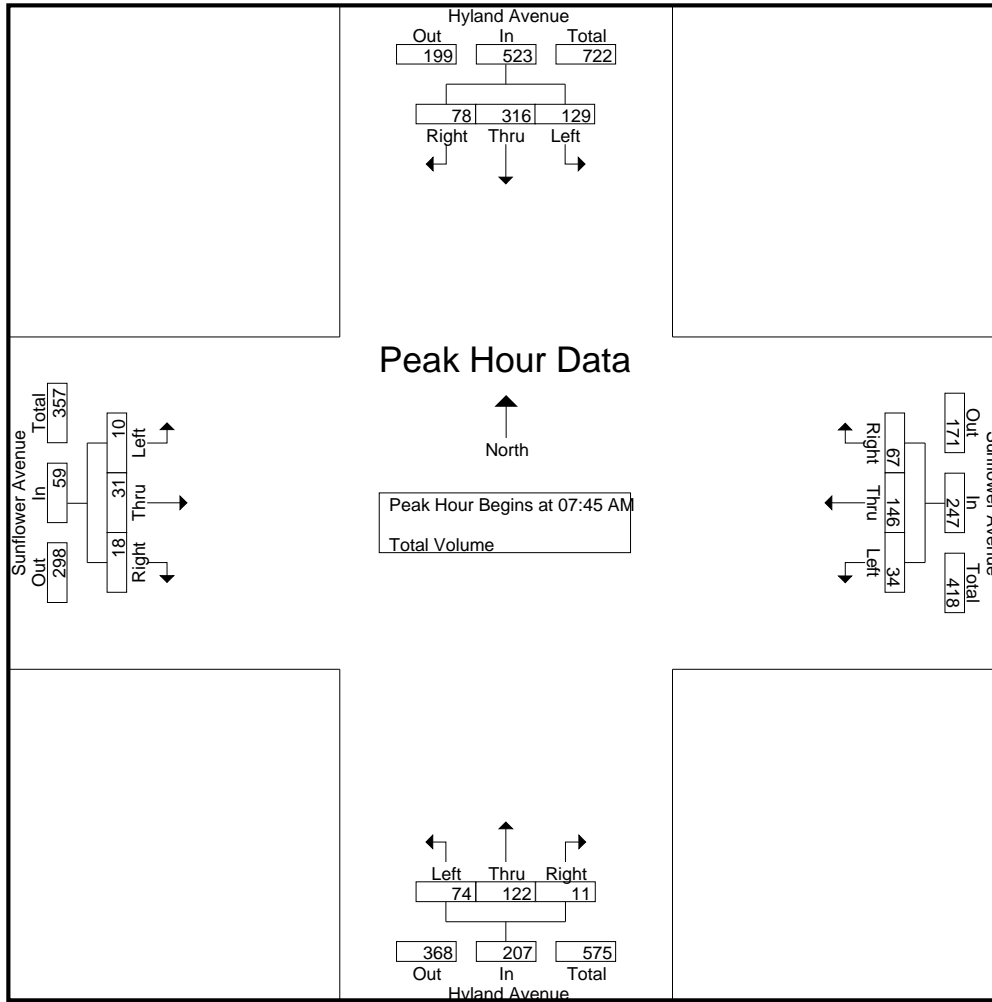 Hyland Avenue
Out In Total
199 523 722
78 316 129
Right Thru Left
Peak Hour Data
North
Peak Hour Begins at 07:45 AM
Total Volume
Sunflower Avenue
Total In Out
357 59 298
10 31 18
Left Thru Right
Sunflower Avenue
Out In Total
171 247 418
67 146 34
Right Thru Left
Left Thru Right
74 122 11
368 207 575
Out In Total
Hyland Avenue